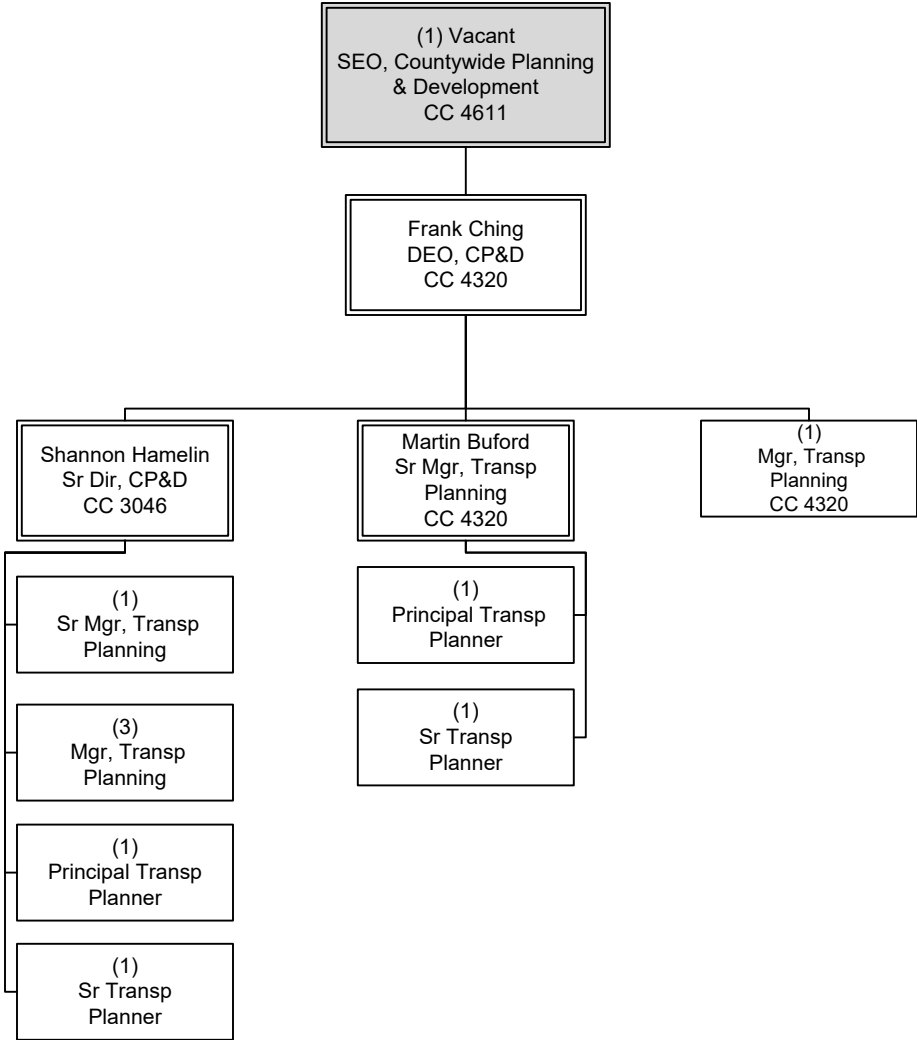 (1) Vacant
SEO, Countywide Planning
& Development
CC 4611
Frank Ching
DEO, CP&D
CC 4320
Shannon Hamelin
Sr Dir, CP&D
CC 3046
Martin Buford
Sr Mgr, Transp
Planning
CC 4320
(1)
Mgr, Transp
Planning
CC 4320
(1)
Sr Mgr, Transp
Planning
(3)
Mgr, Transp
Planning
(1)
Principal Transp
Planner
(1)
Sr Transp
Planner
(1)
Principal Transp
Planner
(1)
Sr Transp
Planner